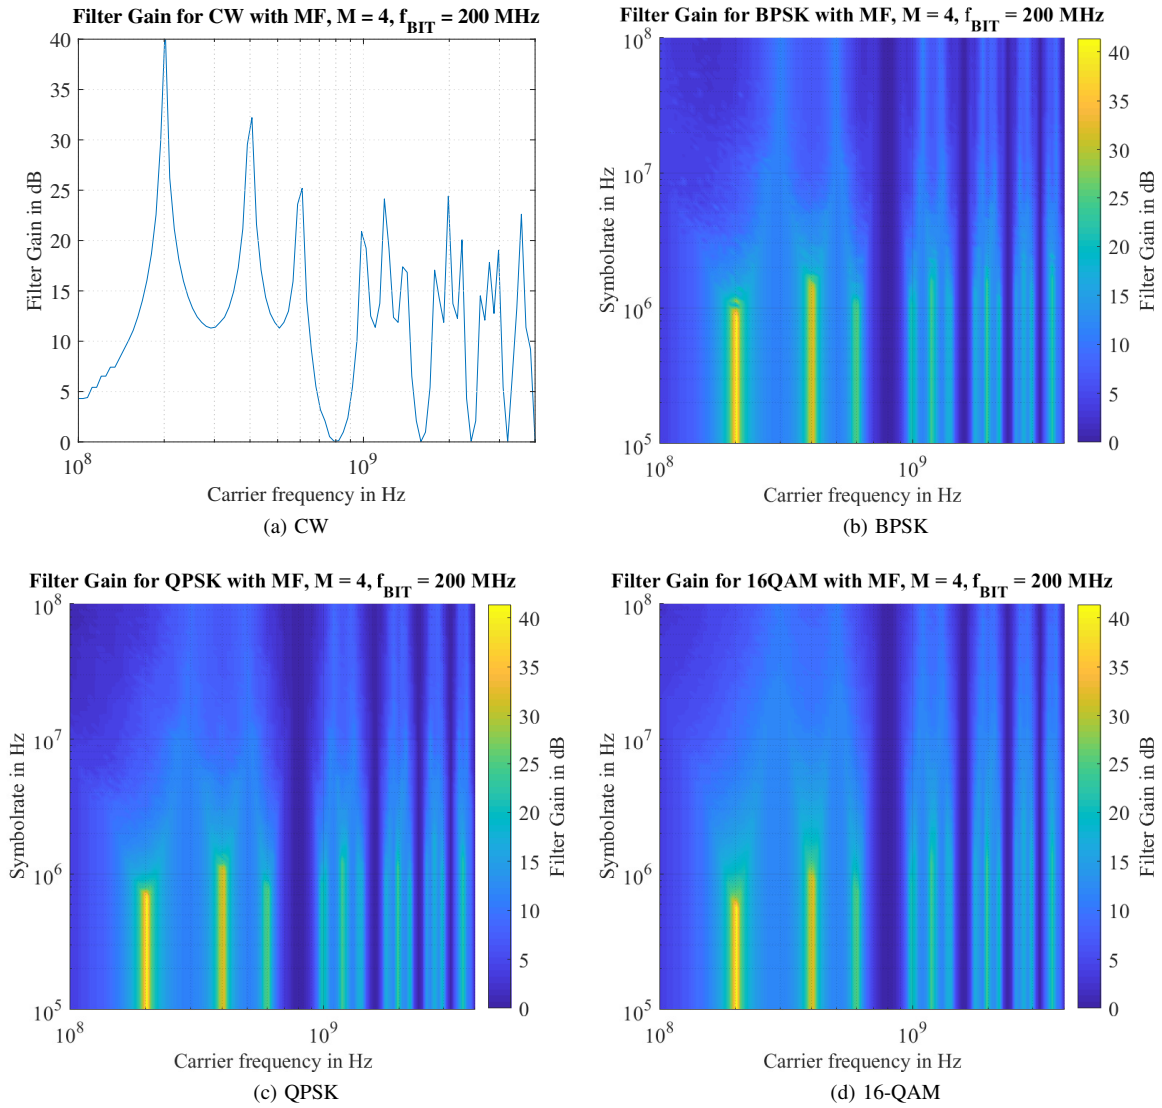 Filter Gain for CW with MF, M = 4, f_BIT = 200 MHz
40
35
30
25
20
15
10
5
0
Filter Gain in dB
10^8
10^9
Carrier frequency in Hz
(a) CW
Filter Gain for BPSK with MF, M = 4, f_BIT = 200 MHz
10^8
10^7
10^6
10^5
Symbolrate in Hz
10^8
10^9
Carrier frequency in Hz
40
35
30
25
20
15
10
5
0
Filter Gain in dB
(b) BPSK
Filter Gain for QPSK with MF, M = 4, f_BIT = 200 MHz
10^8
10^7
10^6
10^5
Symbolrate in Hz
10^8
10^9
Carrier frequency in Hz
40
35
30
25
20
15
10
5
0
Filter Gain in dB
(c) QPSK
Filter Gain for 16QAM with MF, M = 4, f_BIT = 200 MHz
10^8
10^7
10^6
10^5
Symbolrate in Hz
10^8
10^9
Carrier frequency in Hz
40
35
30
25
20
15
10
5
0
Filter Gain in dB
(d) 16-QAM